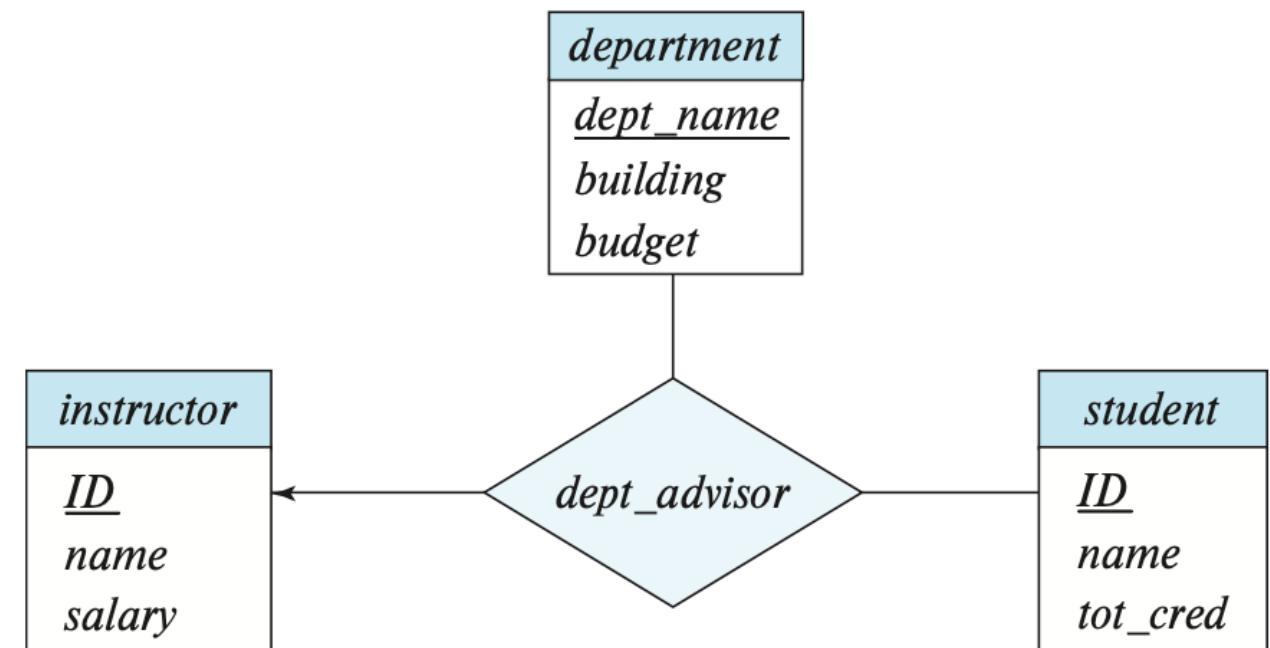 department
dept_name
building
budget
instructor
ID
name
salary
dept_advisor
student
ID
name
tot_cred